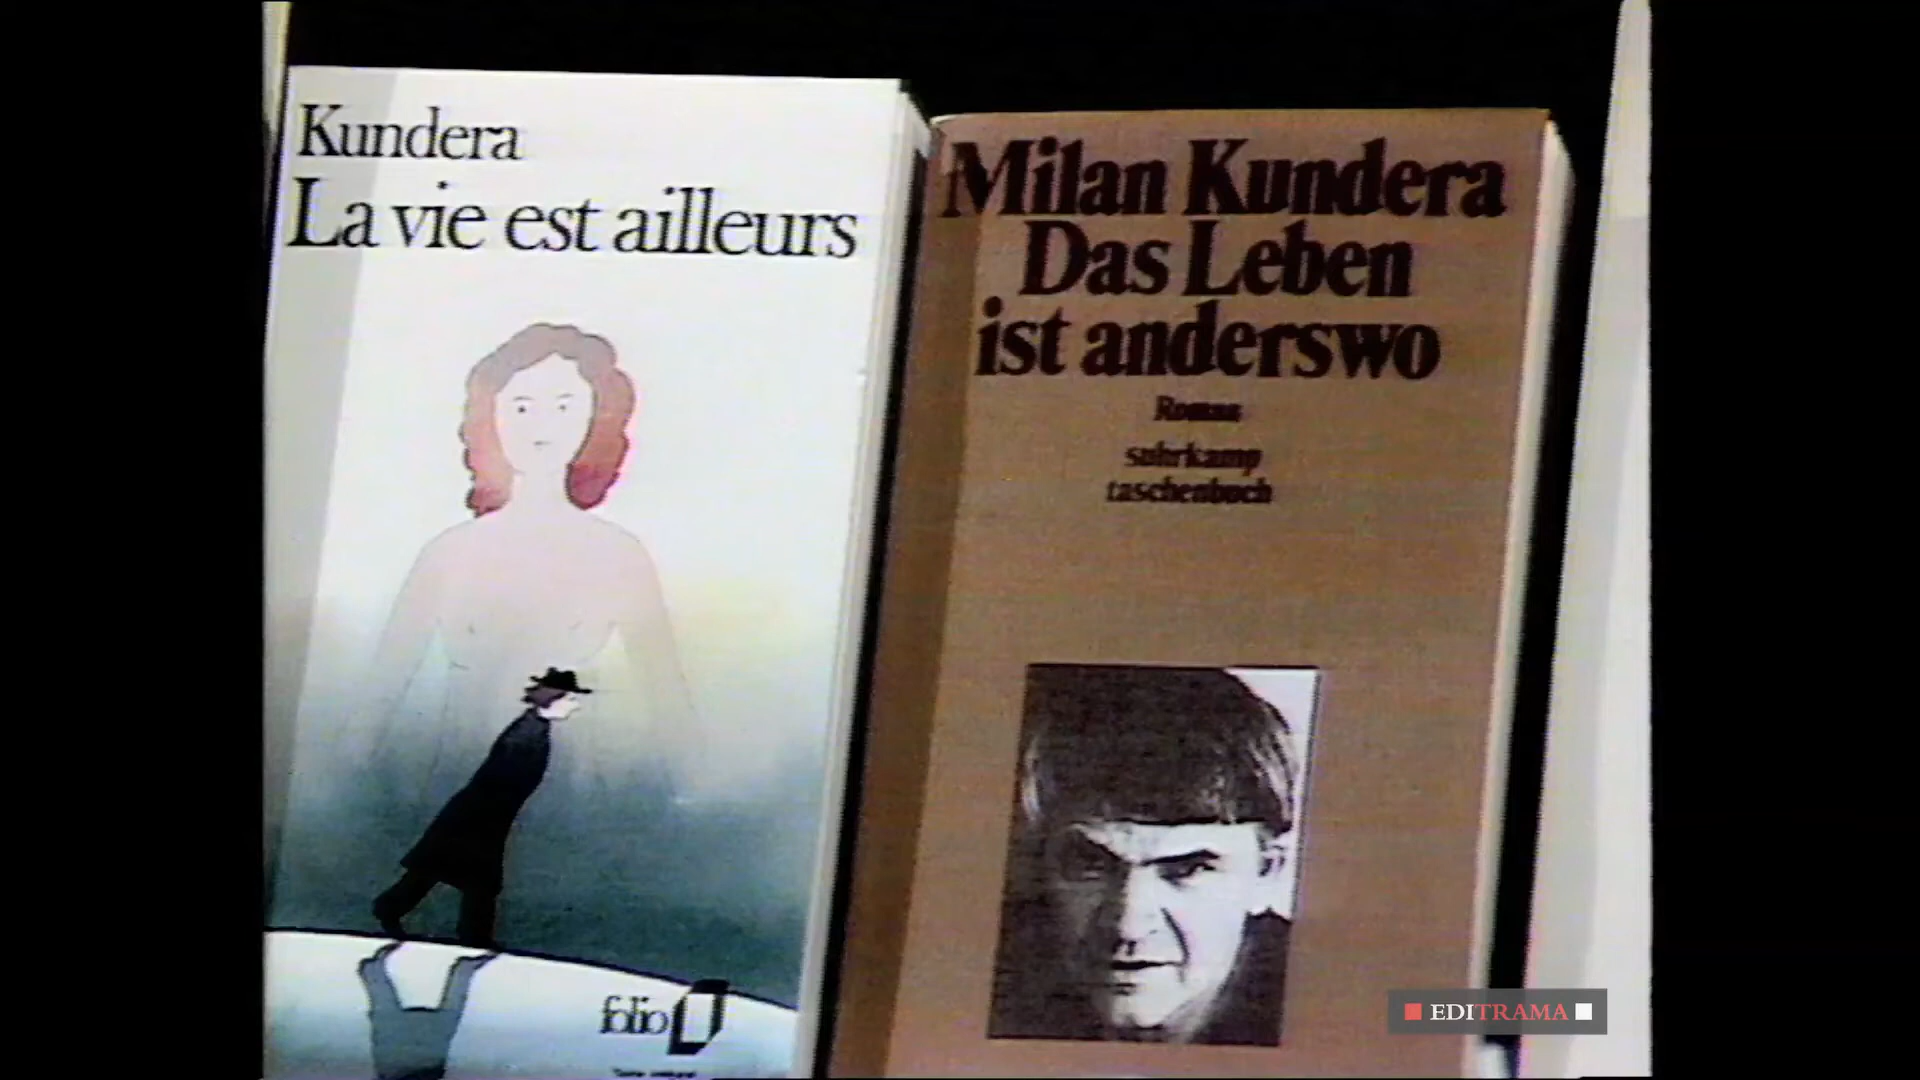 Kundera
La vie est ailleurs
folio
Milan Kundera
Das Leben
ist anderswo
Roman
suhrkamp
taschenbuch
EDITRAMA